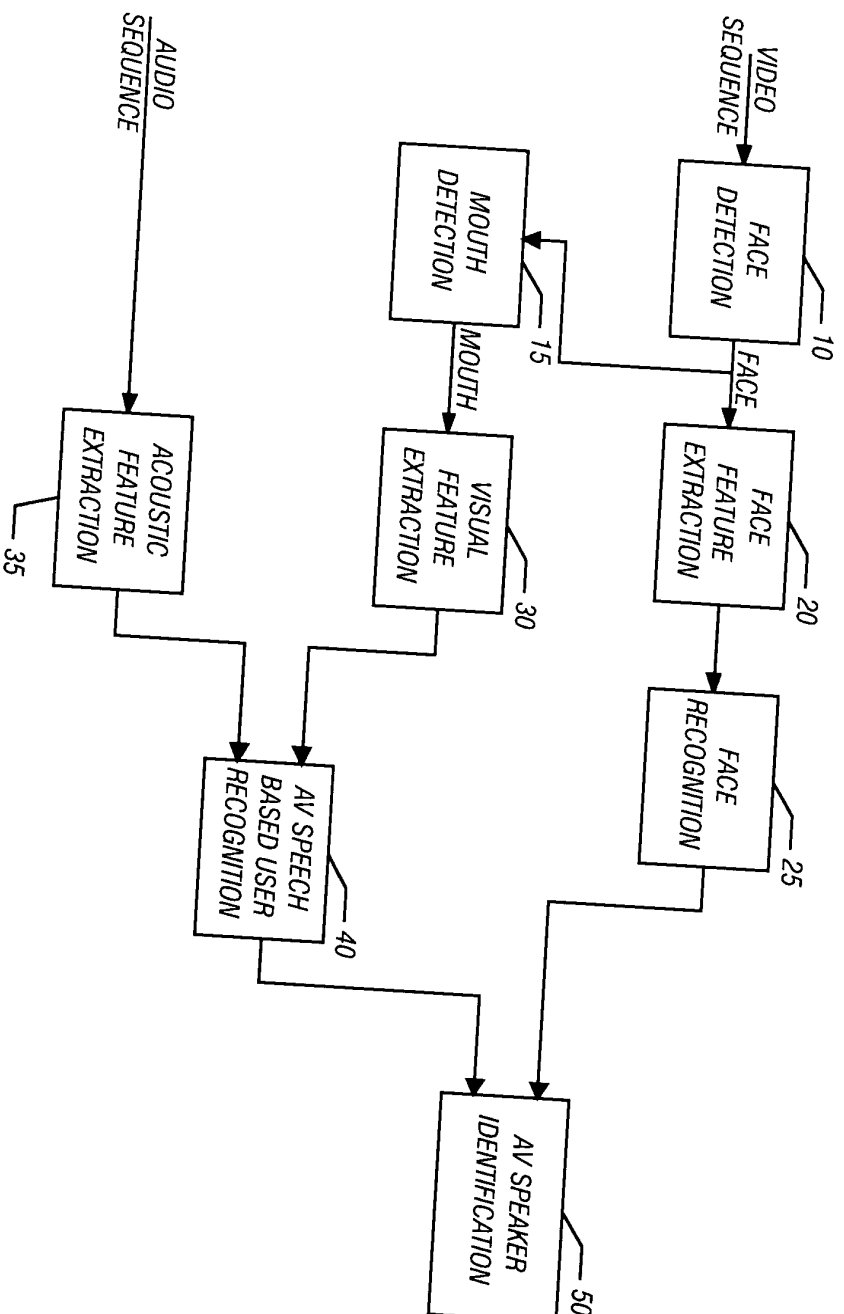 VIDEO
SEQUENCE
FACE
DETECTION
10
FACE
FACE
FEATURE
EXTRACTION
20
FACE
RECOGNITION
25
MOUTH
DETECTION
15
MOUTH
VISUAL
FEATURE
EXTRACTION
30
AUDIO
SEQUENCE
ACOUSTIC
FEATURE
EXTRACTION
35
AV SPEECH
BASED USER
RECOGNITION
40
AV SPEAKER
IDENTIFICATION
50